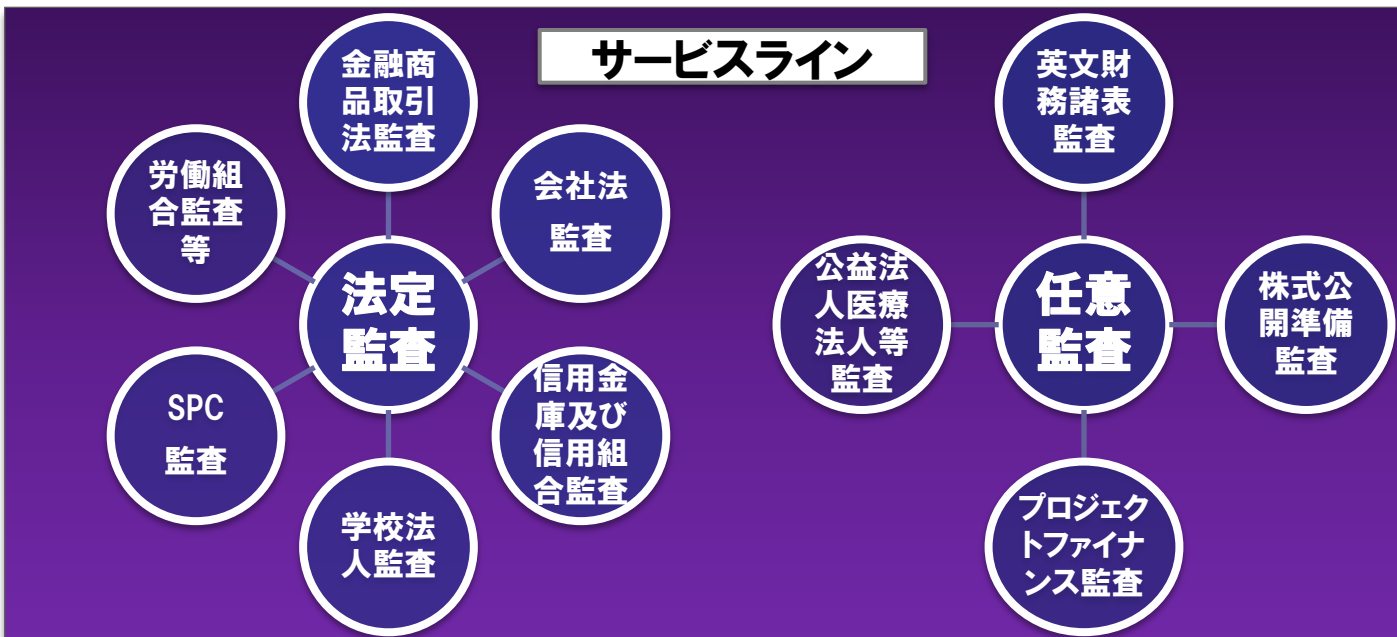 サービスライン
法定
監査
金融商
品取引
法監査
会社法
監査
信用金
庫及び
信用組
合監査
学校法
人監査
SPC
監査
労働組
合監査
等
任意
監査
英文財
務諸表
監査
株式公
開準備
監査
プロジェク
トファイナ
ンス監査
公益法
人医療
法人等
監査